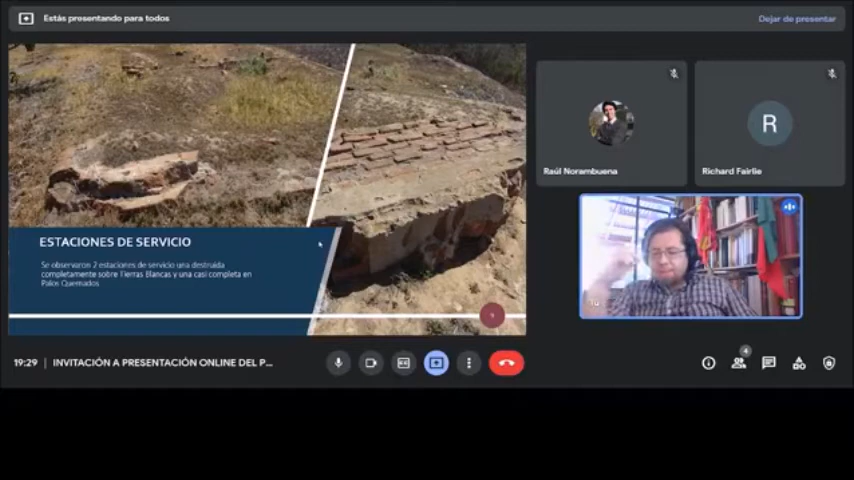 Estás presentando para todos
Dejar de presentar
ESTACIONES DE SERVICIO
Se observaron 2 estaciones de servicio una destruida
completamente sobre Tierras Blancas y una casi completa en
Palos Quemados
Raúl Norambuena
R
Richard Fairlie
Tú
19:29 | INVITACIÓN A PRESENTACIÓN ONLINE DEL P...
4